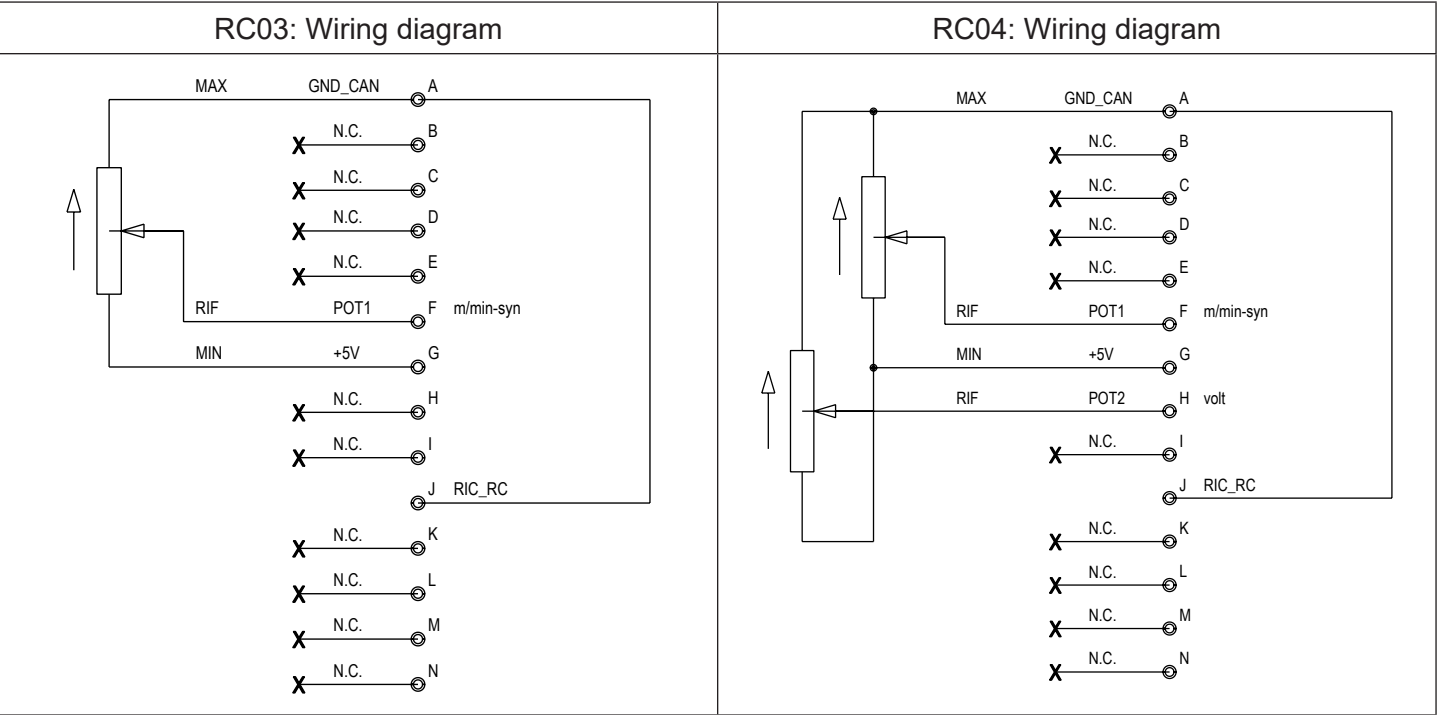 RC03: Wiring diagram
MAX GND_CAN A
N.C. B
N.C. C
N.C. D
N.C. E
RIF POT1 F m/min-syn
MIN +5V G
N.C. H
N.C. I
J RIC_RC
N.C. K
N.C. L
N.C. M
N.C. N
RC04: Wiring diagram
MAX GND_CAN A
N.C. B
N.C. C
N.C. D
N.C. E
RIF POT1 F m/min-syn
MIN +5V G
RIF POT2 H volt
N.C. I
J RIC_RC
N.C. K
N.C. L
N.C. M
N.C. N